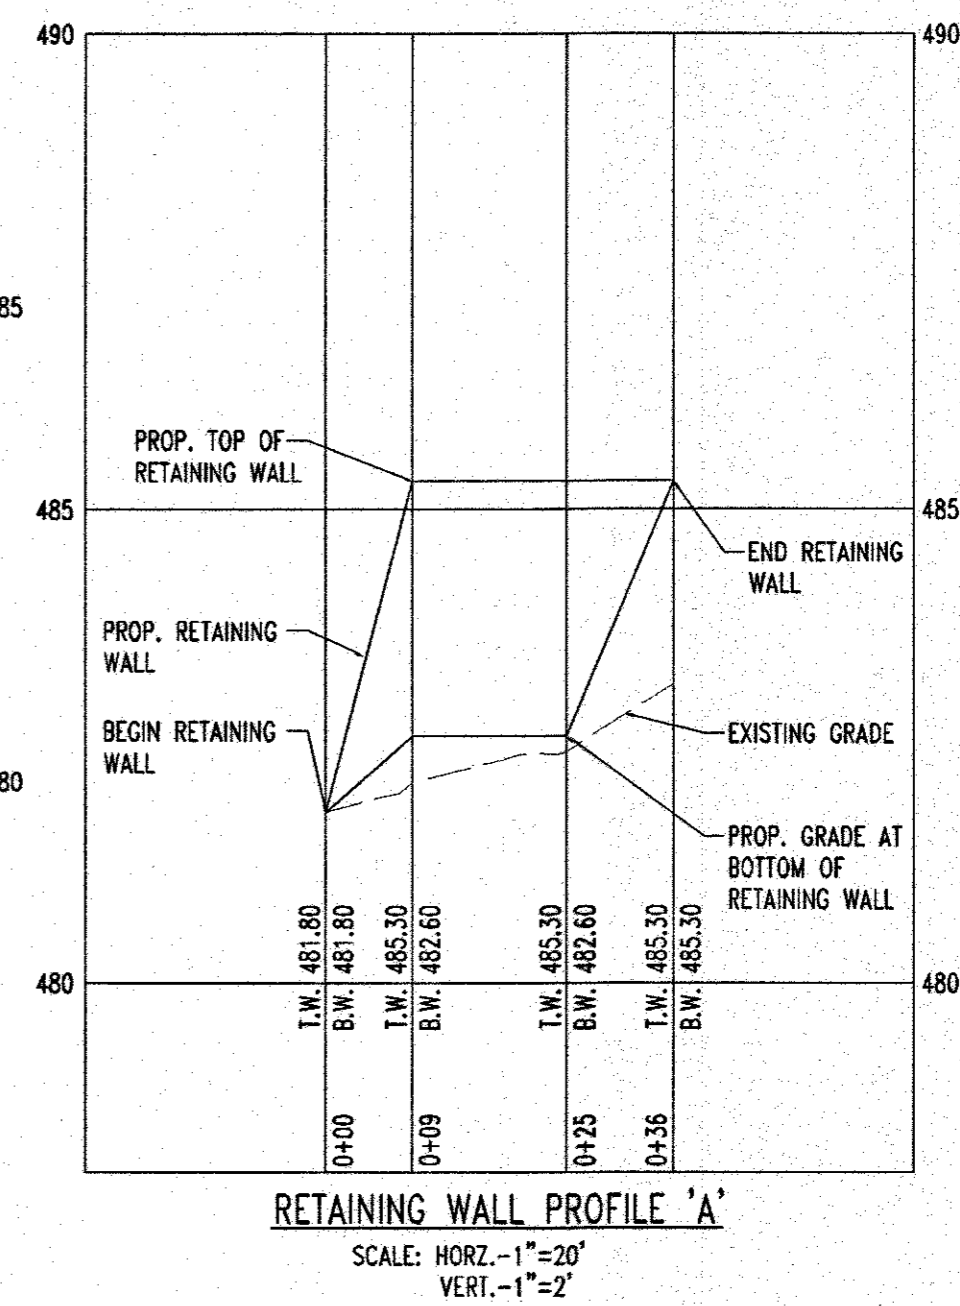 490
490
85
PROP. TOP OF
RETAINING WALL
485
485
END RETAINING
WALL
PROP. RETAINING
WALL
BEGIN RETAINING
WALL
EXISTING GRADE
80
PROP. GRADE AT
BOTTOM OF
RETAINING WALL
T.W. 481.80
B.W. 481.80
T.W. 485.30
B.W. 482.60
T.W. 485.30
B.W. 482.60
T.W. 485.30
B.W. 485.30
480
480
0+00
0+09
0+25
0+36
RETAINING WALL PROFILE 'A'
SCALE: HORZ.-1"=20'
VERT.-1"=2'